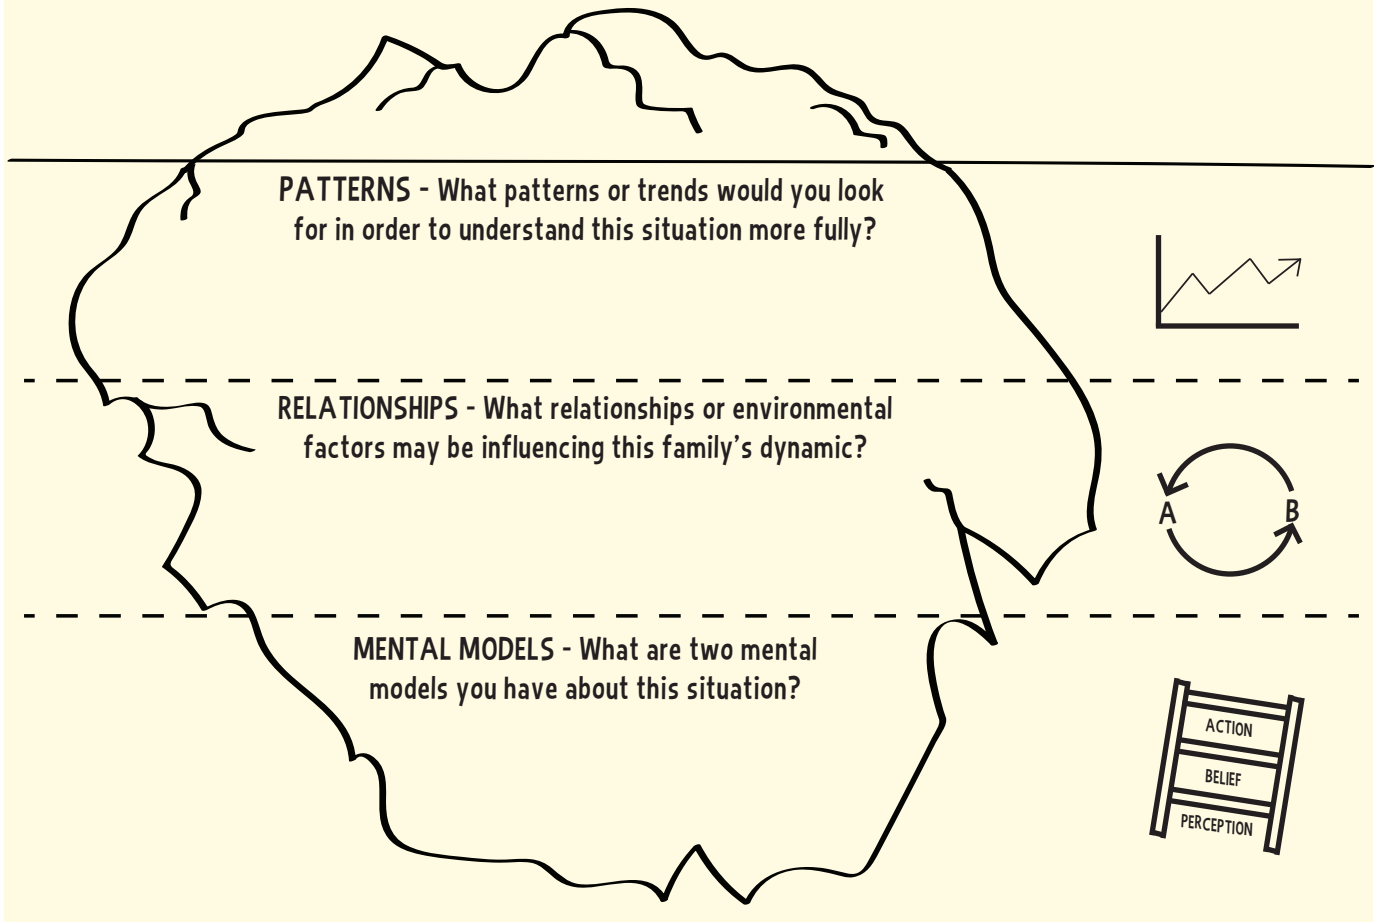 PATTERNS - What patterns or trends would you look
for in order to understand this situation more fully?
RELATIONSHIPS - What relationships or environmental
factors may be influencing this family's dynamic?
A
B
MENTAL MODELS - What are two mental
models you have about this situation?
ACTION
BELIEF
PERCEPTION